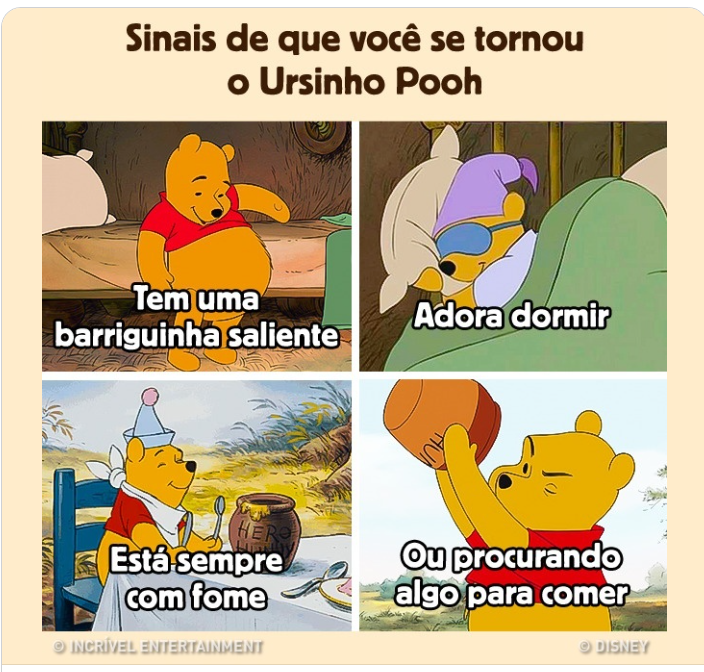 Sinais de que você se tornou
o Ursinho Pooh
Tem uma
barriguinha saliente
Adora dormir
Está sempre
com fome
Ou procurando
algo para comer
© INCRÍVEL ENTERTAINMENT
© DISNEY